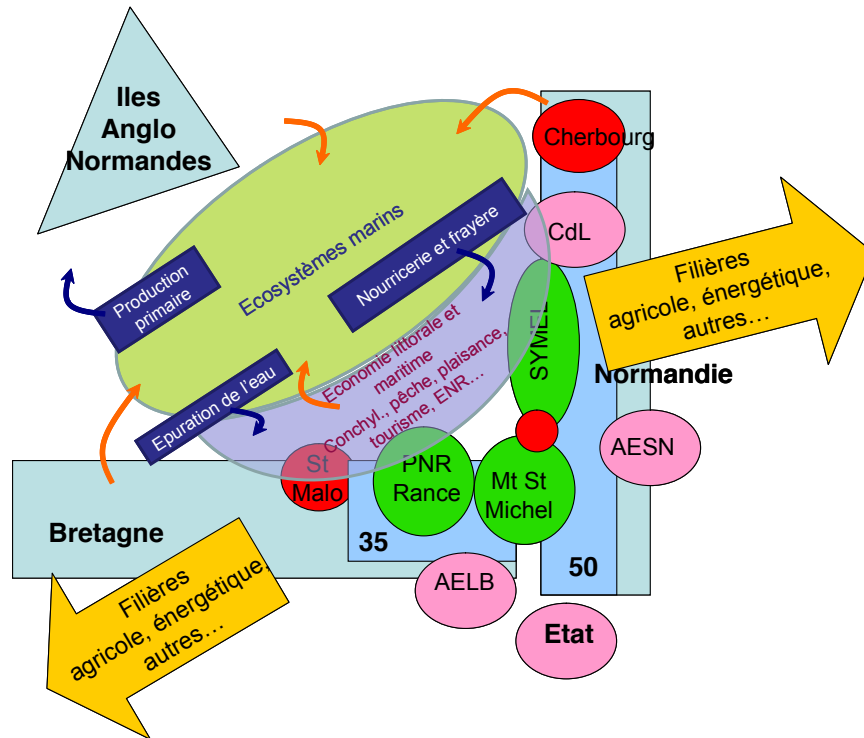 Iles
Anglo
Normandes
Cherbourg
CdL
Ecosystèmes marins
Nourricerie et frayère
Production
primaire
Filières
agricole, énergétique,
autres…
SYMEL
Economie littorale et
maritime
Conchyl., pêche, plaisance,
tourisme, ENR…
Normandie
Epuration de l'eau
AESN
St
Malo
PNR
Rance
Mt St
Michel
Bretagne
35
50
AELB
Filières
agricole, énergétique,
autres…
Etat